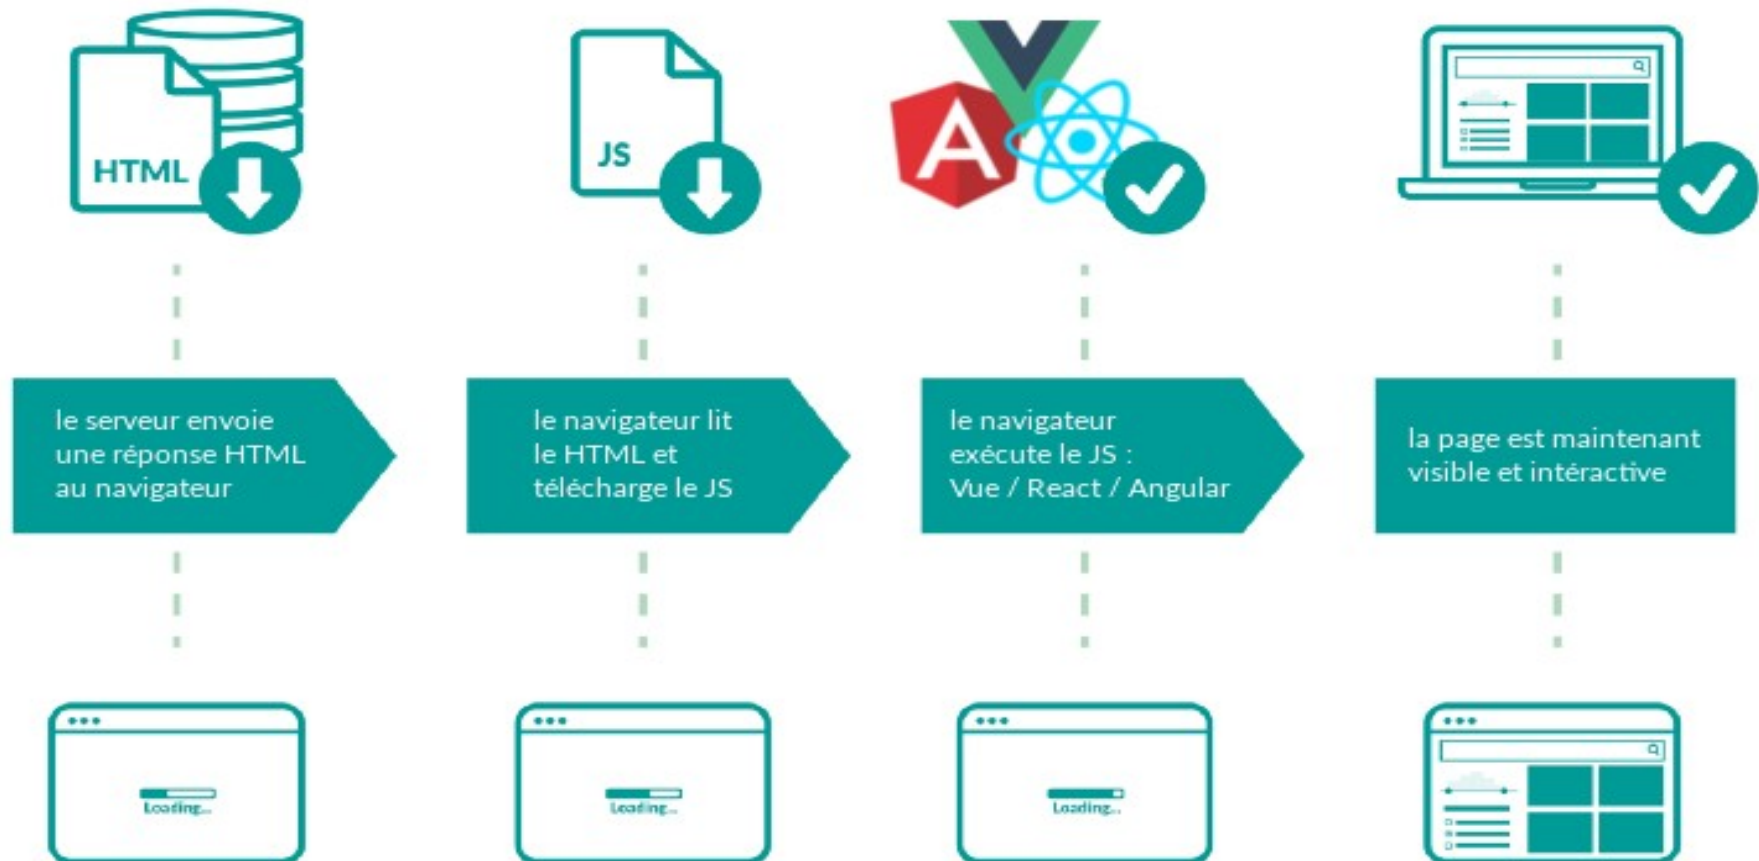 HTML
JS
A
le serveur envoie
une réponse HTML
au navigateur
le navigateur lit
le HTML et
télécharge le JS
le navigateur
exécute le JS :
Vue / React / Angular
la page est maintenant
visible et intéractive
Loading...
Loading...
Loading...